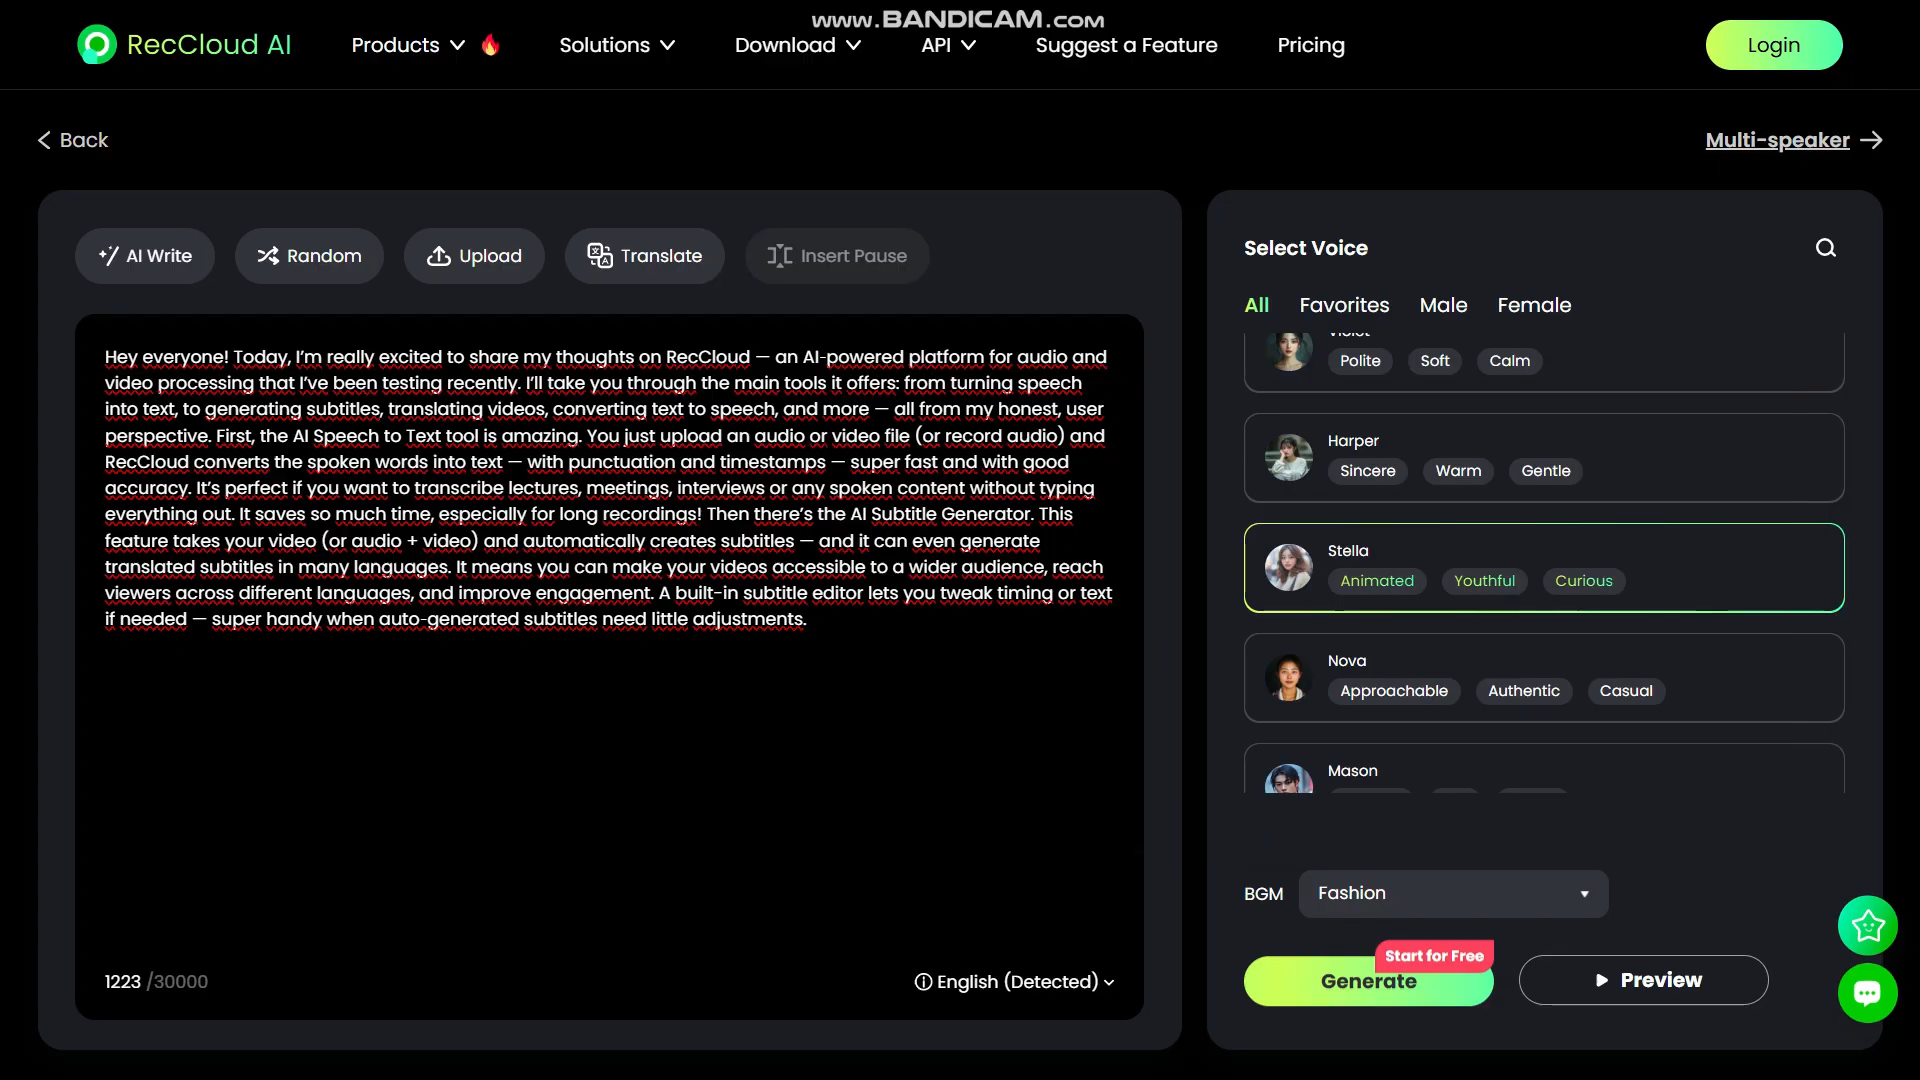 www.BANDICAM.com
RecCloud AI
Products
Solutions
Download
API
Suggest a Feature
Pricing
Login
Back
Multi-speaker
AI Write
Random
Upload
Translate
Insert Pause
Hey everyone! Today, I'm really excited to share my thoughts on RecCloud — an AI-powered platform for audio and
video processing that I've been testing recently. I'll take you through the main tools it offers: from turning speech
into text, to generating subtitles, translating videos, converting text to speech, and more — all from my honest, user
perspective. First, the AI Speech to Text tool is amazing. You just upload an audio or video file (or record audio) and
RecCloud converts the spoken words into text — with punctuation and timestamps — super fast and with good
accuracy. It's perfect if you want to transcribe lectures, meetings, interviews or any spoken content without typing
everything out. It saves so much time, especially for long recordings! Then there's the AI Subtitle Generator. This
feature takes your video (or audio + video) and automatically creates subtitles — and it can even generate
translated subtitles in many languages. It means you can make your videos accessible to a wider audience, reach
viewers across different languages, and improve engagement. A built-in subtitle editor lets you tweak timing or text
if needed — super handy when auto-generated subtitles need little adjustments.
1223 /30000
English (Detected)
Select Voice
All
Favorites
Male
Female
Violet
Polite
Soft
Calm
Harper
Sincere
Warm
Gentle
Stella
Animated
Youthful
Curious
Nova
Approachable
Authentic
Casual
Mason
BGM
Fashion
Start for Free
Generate
Preview